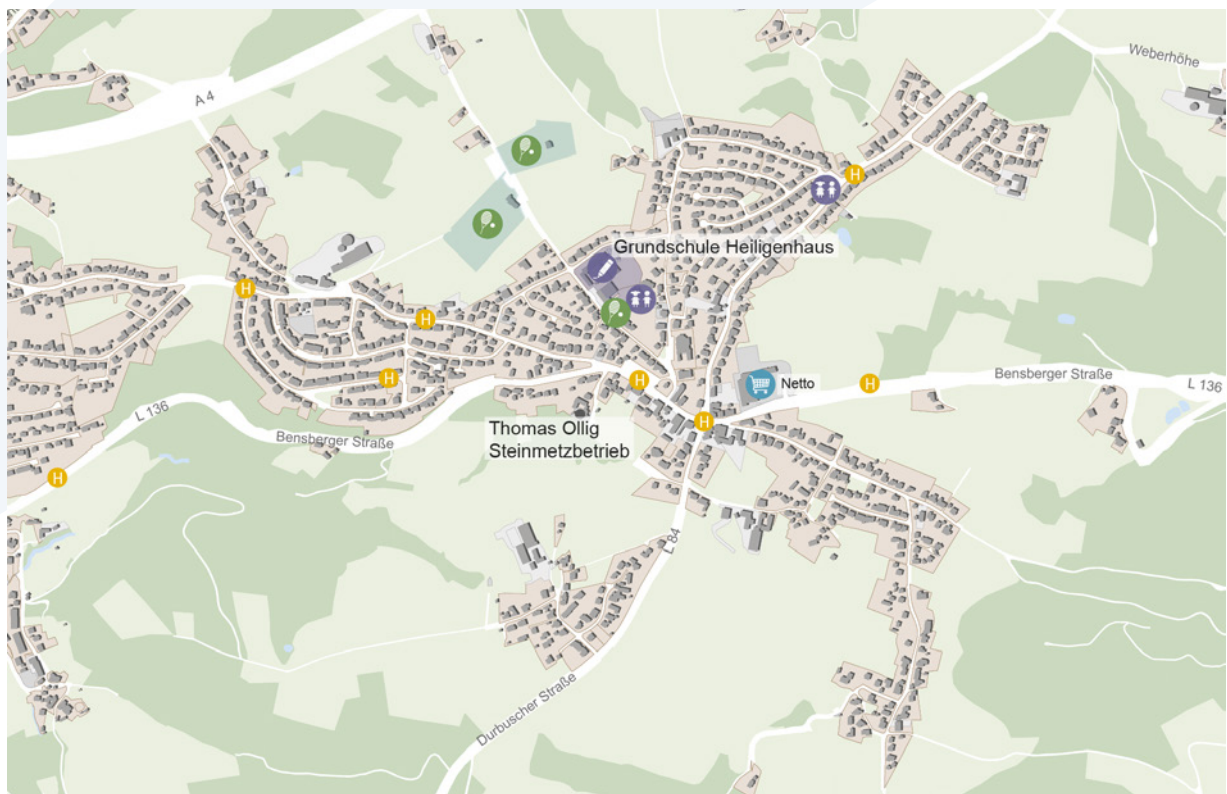 Weberhöhe
A 4
Grundschule Heiligenhaus
H
H
H
H
H
H
H
H
Netto
Bensberger Straße
L 136
L 136
Bensberger Straße
Thomas Ollig
Steinmetzbetrieb
L 84
Durbuscher Straße